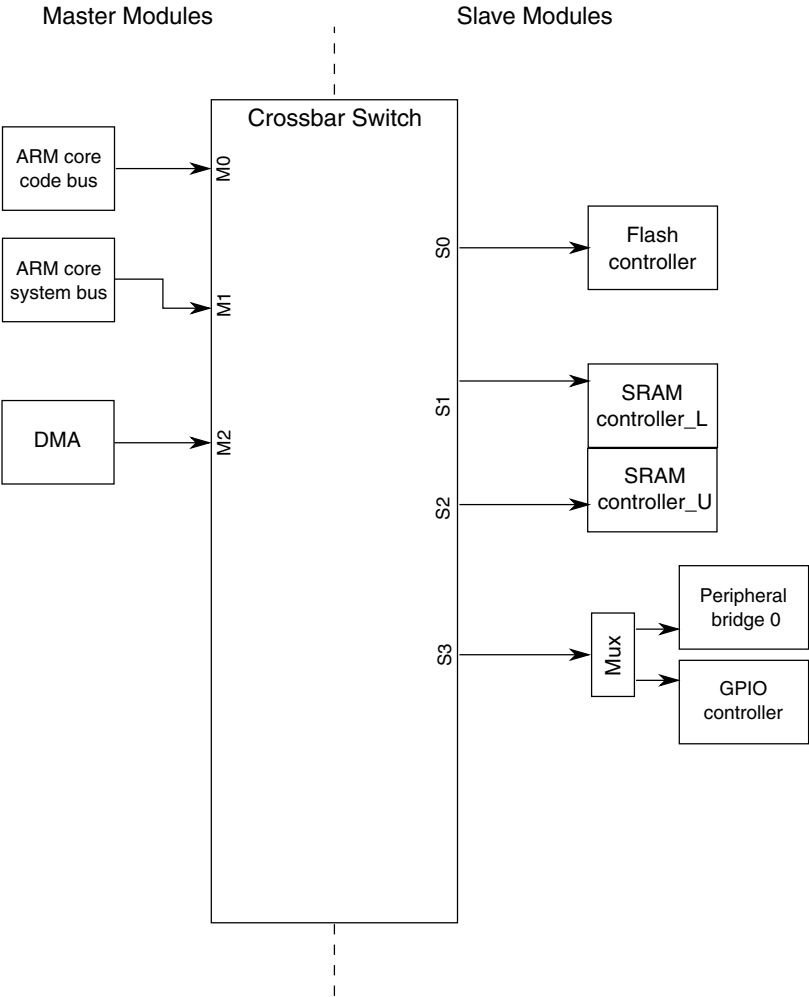 Master Modules
Slave Modules
Crossbar Switch
ARM core
code bus
M0
ARM core
system bus
M1
DMA
M2
S0
Flash
controller
S1
SRAM
controller_L
S2
SRAM
controller_U
S3
Mux
Peripheral
bridge 0
GPIO
controller